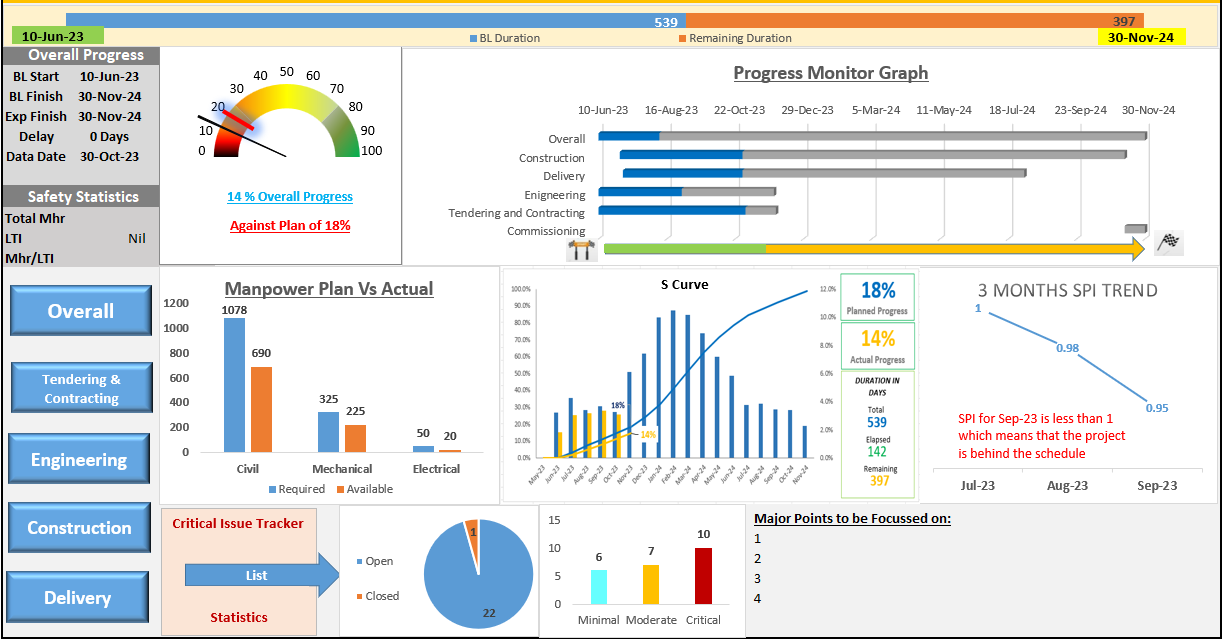 539
397
10-Jun-23
BL Duration
Remaining Duration
30-Nov-24
Overall Progress
BL Start 10-Jun-23
BL Finish 30-Nov-24
Exp Finish 30-Nov-24
Delay 0 Days
Data Date 30-Oct-23
Safety Statistics
Total Mhr
LTI Nil
Mhr/LTI
0
10
20
30
40
50
60
70
80
90
100
14 % Overall Progress
Against Plan of 18%
Progress Monitor Graph
10-Jun-23 16-Aug-23 22-Oct-23 29-Dec-23 5-Mar-24 11-May-24 18-Jul-24 23-Sep-24 30-Nov-24
Overall
Construction
Delivery
Enigneering
Tendering and Contracting
Commissioning
Overall
Tendering &
Contracting
Engineering
Construction
Delivery
Manpower Plan Vs Actual
1200
1000
800
600
400
200
0
1078
690
325
225
50
20
Civil Mechanical Electrical
Required Available
S Curve
100.0%
90.0%
80.0%
70.0%
60.0%
50.0%
40.0%
30.0%
20.0%
10.0%
0.0%
12.0%
10.0%
8.0%
6.0%
4.0%
2.0%
0.0%
18%
14%
May-23 Jun-23 Jul-23 Aug-23 Sep-23 Oct-23 Nov-23 Dec-23 Jan-24 Feb-24 Mar-24 Apr-24 May-24 Jun-24 Jul-24 Aug-24 Sep-24 Oct-24 Nov-24
18%
Planned Progress
14%
Actual Progress
DURATION IN
DAYS
Total
539
Elapsed
142
Remaining
397
3 MONTHS SPI TREND
1
0.98
0.95
SPI for Sep-23 is less than 1
which means that the project
is behind the schedule
Jul-23 Aug-23 Sep-23
Critical Issue Tracker
List
Statistics
Open
Closed
1
22
15
10
5
0
6
7
10
Minimal Moderate Critical
Major Points to be Focussed on:
1
2
3
4